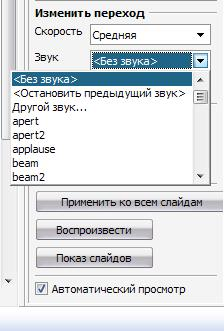 Изменить переход
Скорость Средняя
Звук <Без звука>
<Без звука>
<Остановить предыдущий звук>
Другой звук...
apert
apert2
applause
beam
beam2
Применить ко всем слайдам
Воспроизвести
Показ слайдов
Автоматический просмотр